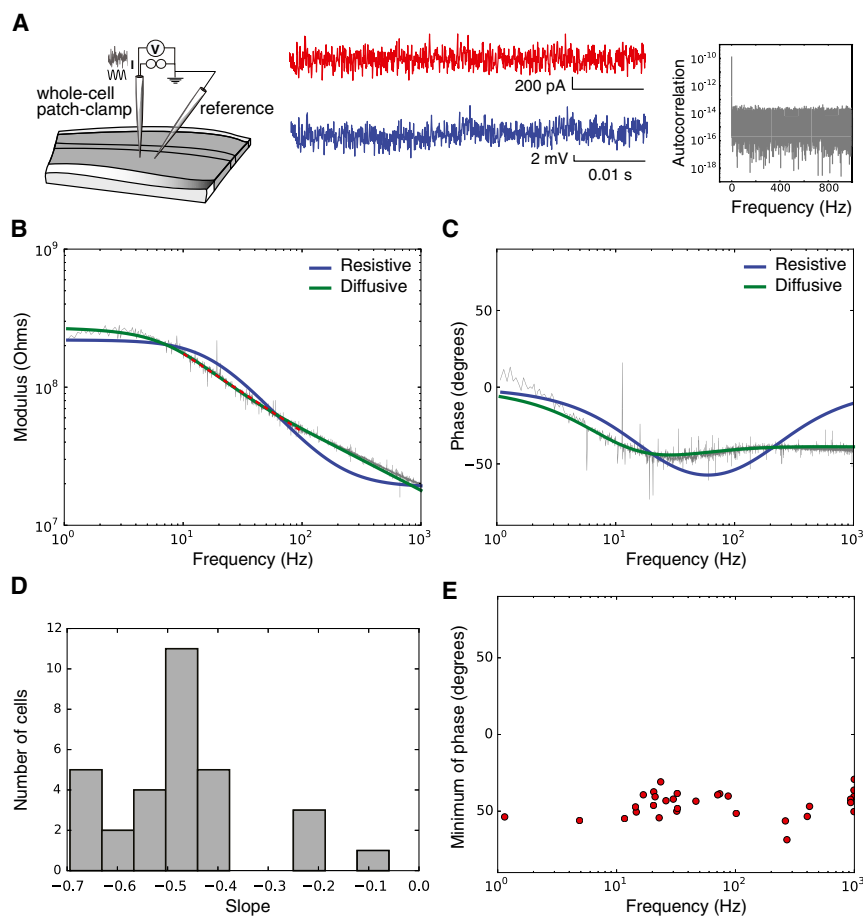 A
V
I
whole-cell
patch-clamp
reference
200 pA
2 mV
0.01 s
Autocorrelation
10⁻¹⁰
10⁻¹²
10⁻¹⁴
10⁻¹⁶
10⁻¹⁸
0 400 800
Frequency (Hz)
B
Modulus (Ohms)
10⁹
10⁸
10⁷
Resistive
Diffusive
10⁰ 10¹ 10² 10³
Frequency (Hz)
C
Phase (degrees)
50
0
−50
Resistive
Diffusive
10⁰ 10¹ 10² 10³
Frequency (Hz)
D
Number of cells
12
10
8
6
4
2
0
−0.7 −0.6 −0.5 −0.4 −0.3 −0.2 −0.1 0.0
Slope
E
Minimum of phase (degrees)
50
0
50
10⁰ 10¹ 10² 10³
Frequency (Hz)